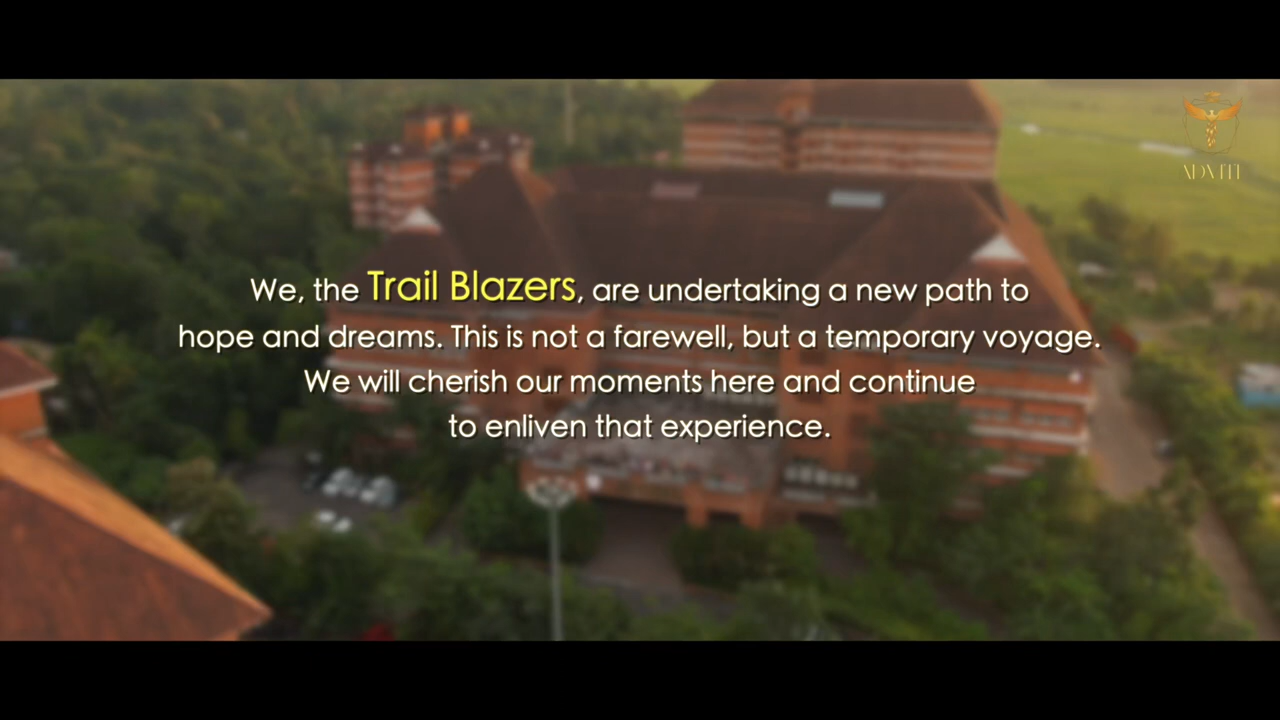 We, the Trail Blazers, are undertaking a new path to
hope and dreams. This is not a farewell, but a temporary voyage.
We will cherish our moments here and continue
to enliven that experience.